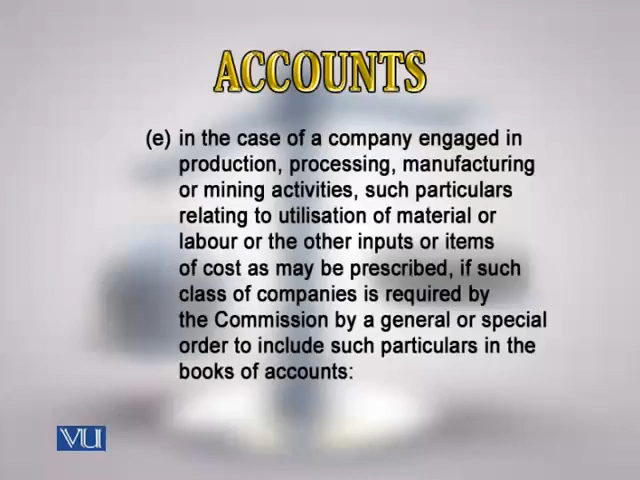 ACCOUNTS
(e) in the case of a company engaged in
production, processing, manufacturing
or mining activities, such particulars
relating to utilisation of material or
labour or the other inputs or items
of cost as may be prescribed, if such
class of companies is required by
the Commission by a general or special
order to include such particulars in the
books of accounts:
VU